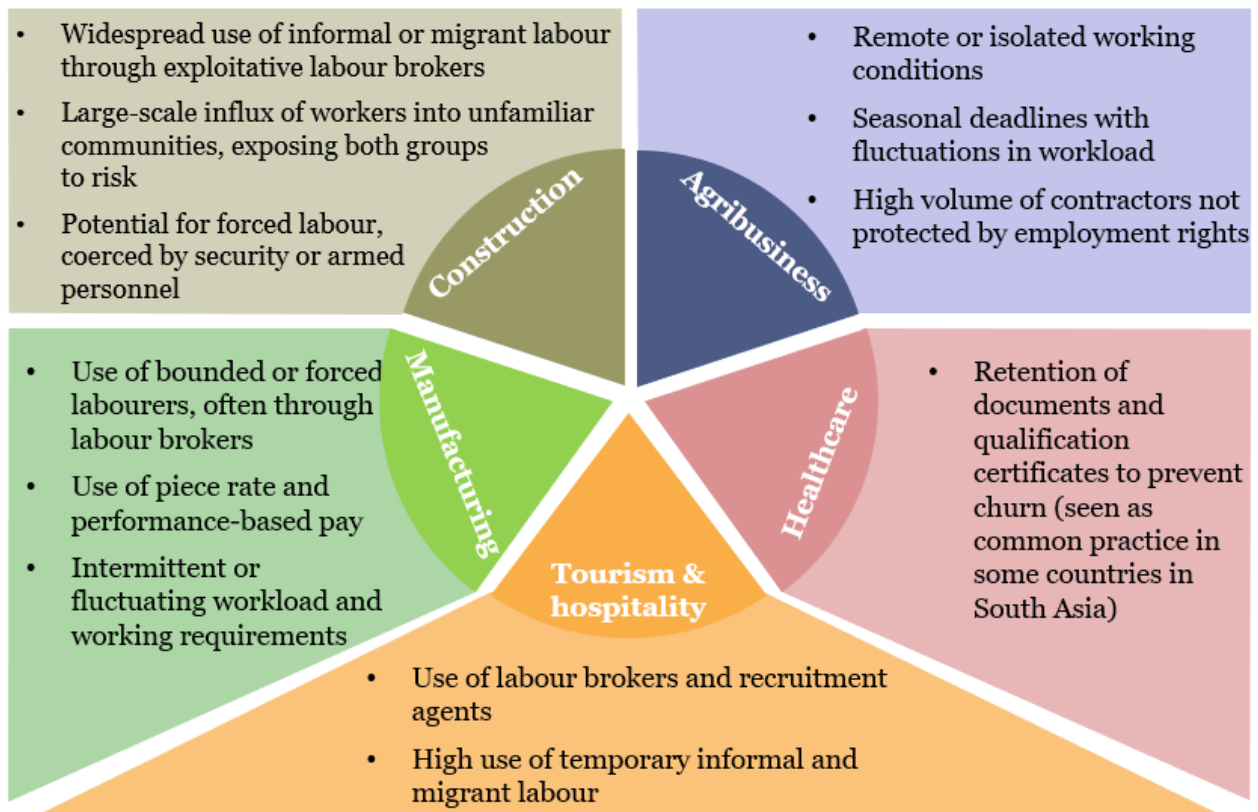 • Widespread use of informal or migrant labour
through exploitative labour brokers
• Large-scale influx of workers into unfamiliar
communities, exposing both groups
to risk
• Potential for forced labour,
coerced by security or armed
personnel
Construction
• Remote or isolated working
conditions
• Seasonal deadlines with
fluctuations in workload
• High volume of contractors not
protected by employment rights
Agribusiness
• Use of bounded or forced
labourers, often through
labour brokers
• Use of piece rate and
performance-based pay
• Intermittent or
fluctuating workload and
working requirements
Manufacturing
• Retention of
documents and
qualification
certificates to prevent
churn (seen as
common practice in
some countries in
South Asia)
Healthcare
Tourism &
hospitality
• Use of labour brokers and recruitment
agents
• High use of temporary informal and
migrant labour